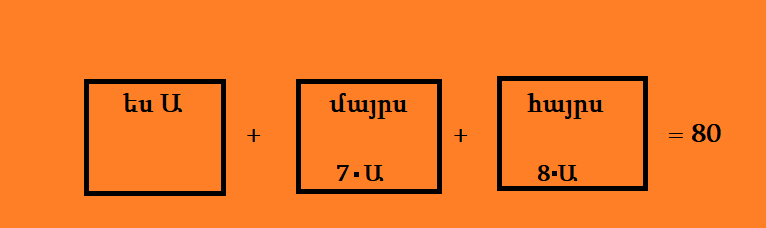 ես Ա + մայրս + հայրս = 80
7 · Ա 8·Ա